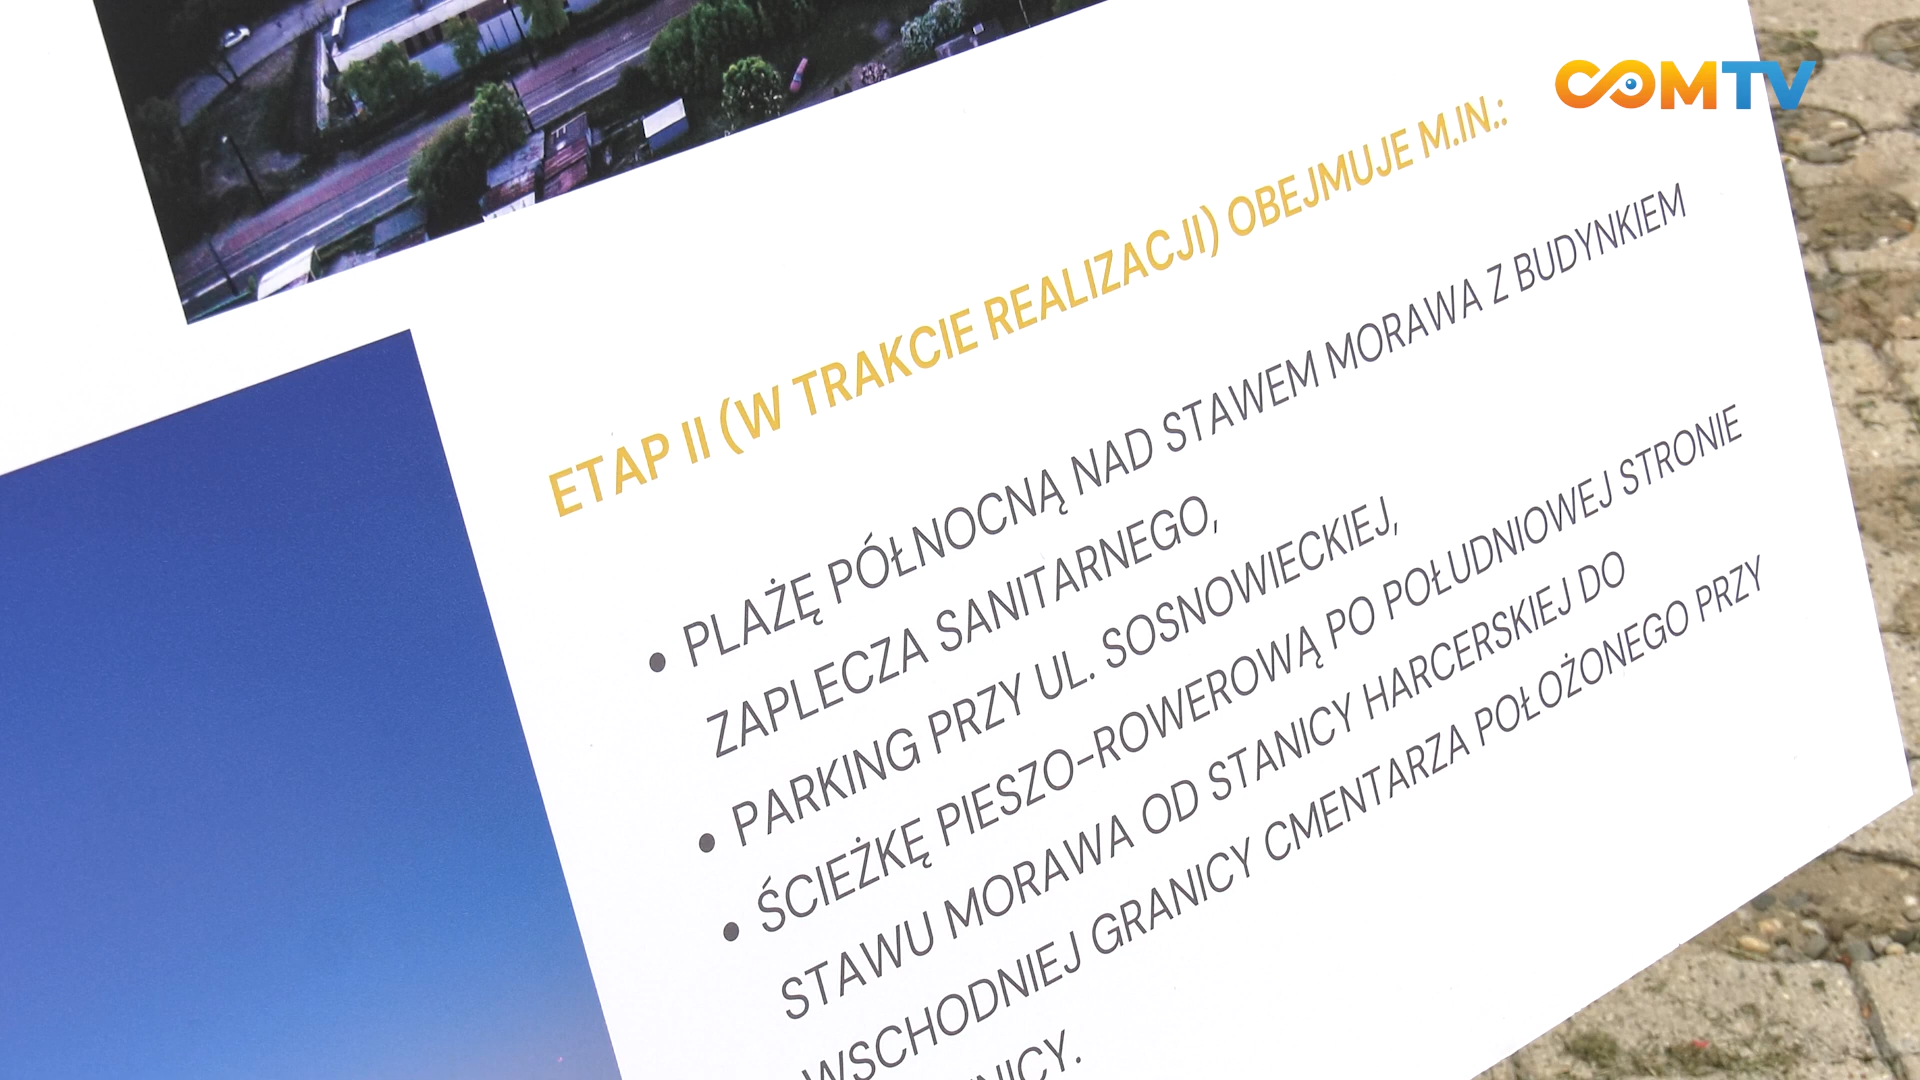 COMTV
ETAP II (W TRAKCIE REALIZACJI) OBEJMUJE M.IN.:
• PLAŻĘ PÓŁNOCNĄ NAD STAWEM MORAWA Z BUDYNKIEM
ZAPLECZA SANITARNEGO,
• PARKING PRZY UL. SOSNOWIECKIEJ,
• ŚCIEŻKĘ PIESZO-ROWEROWĄ PO POŁUDNIOWEJ STRONIE
STAWU MORAWA OD STANICY HARCERSKIEJ DO
WSCHODNIEJ GRANICY CMENTARZA POŁOŻONEGO PRZY